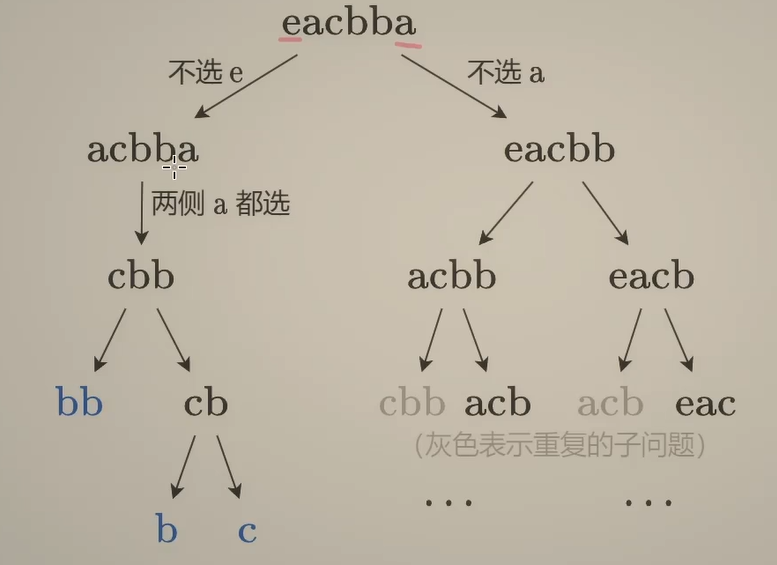 eacbba
不选 e 不选 a
acbba eacbb
两侧 a 都选
cbb acbb eacb
bb cb cbb acb acb eac
（灰色表示重复的子问题）
... ...
b c